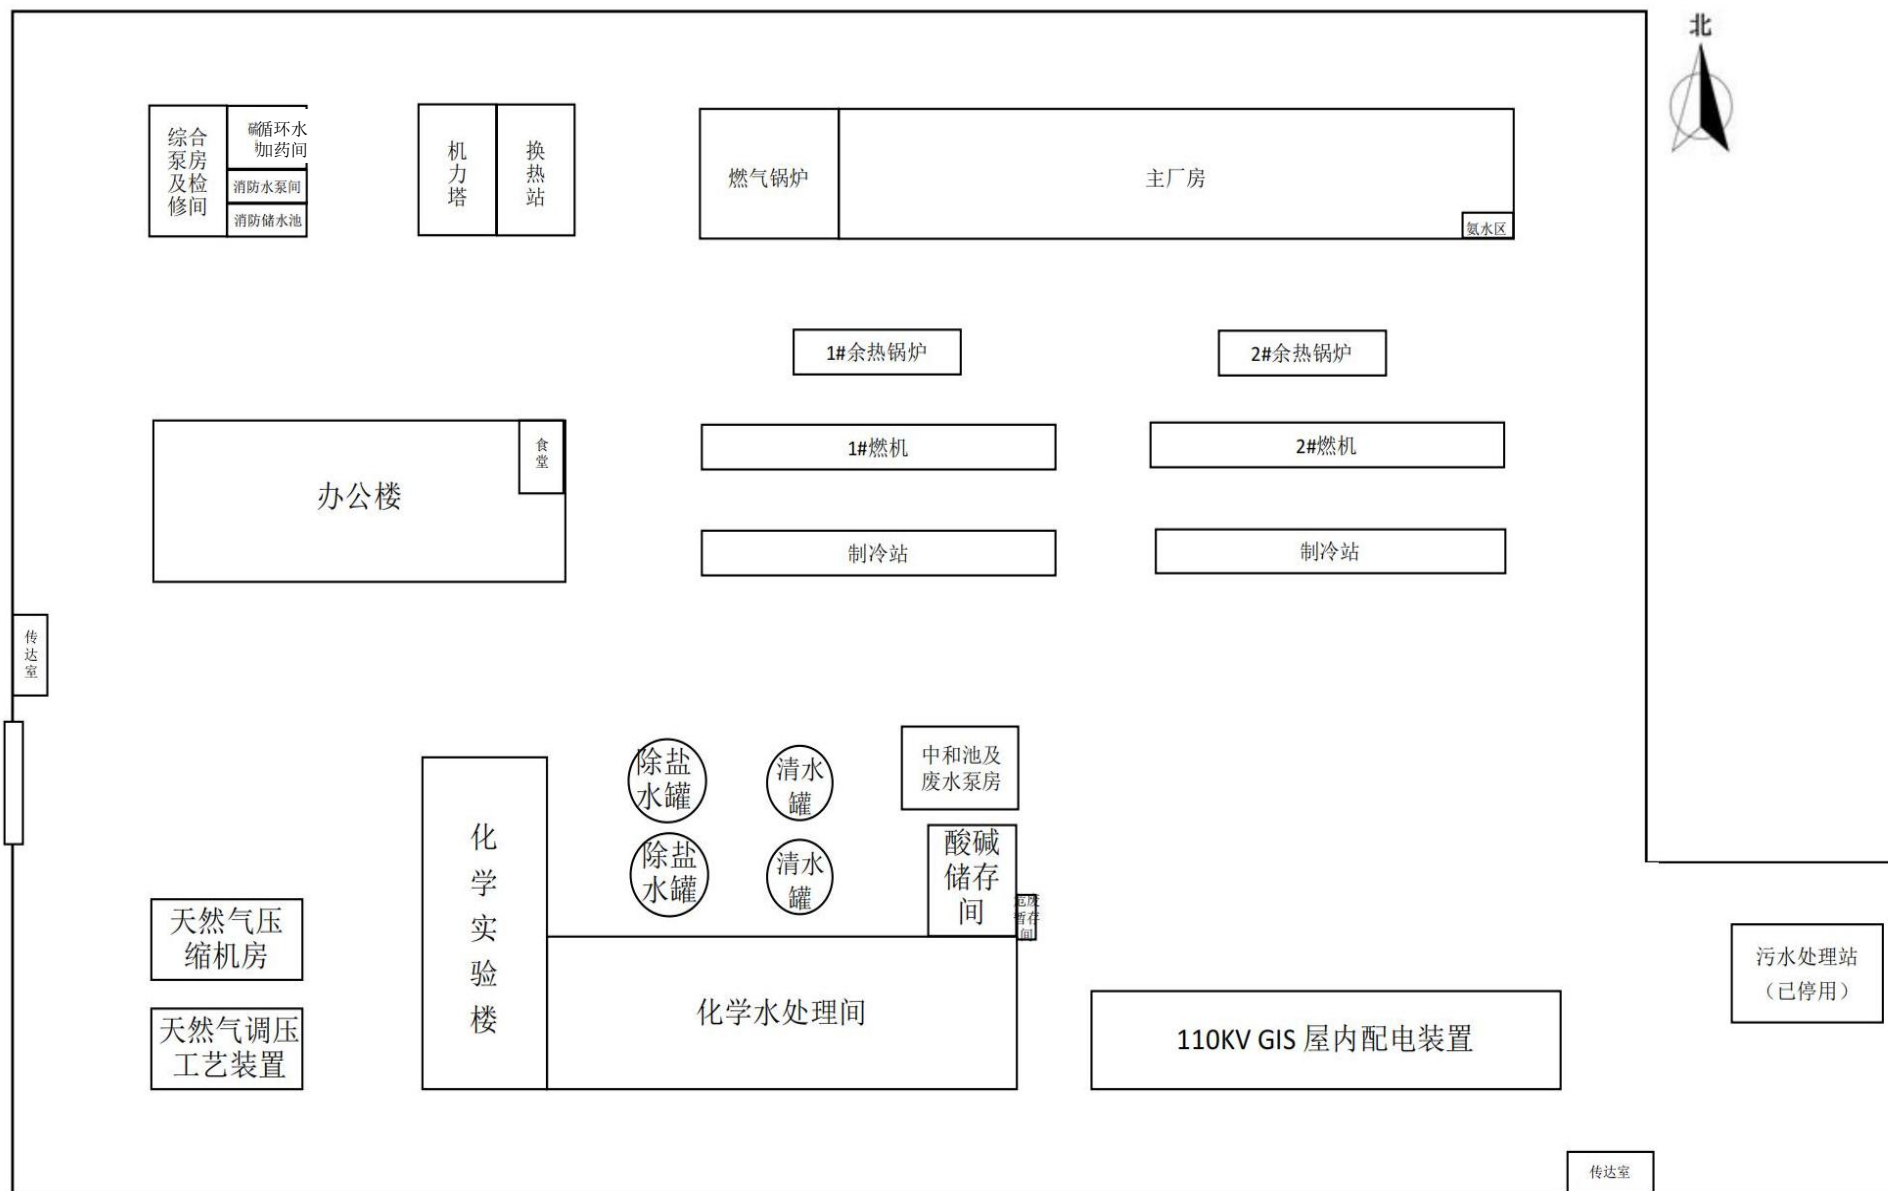 北
综合
泵房
及检
修间
循环水
加药间
消防水泵间
消防储水池
机
力
塔
换
热
站
燃气锅炉
主厂房
氨水区
1#余热锅炉
2#余热锅炉
办公楼
食
堂
1#燃机
2#燃机
制冷站
制冷站
传
达
室
化
学
实
验
楼
除盐
水罐
清水
罐
中和池及
废水泵房
除盐
水罐
清水
罐
酸碱
储存
间
危废
暂存
间
天然气压
缩机房
天然气调压
工艺装置
化学水处理间
110KV GIS 屋内配电装置
污水处理站
（已停用）
传达室